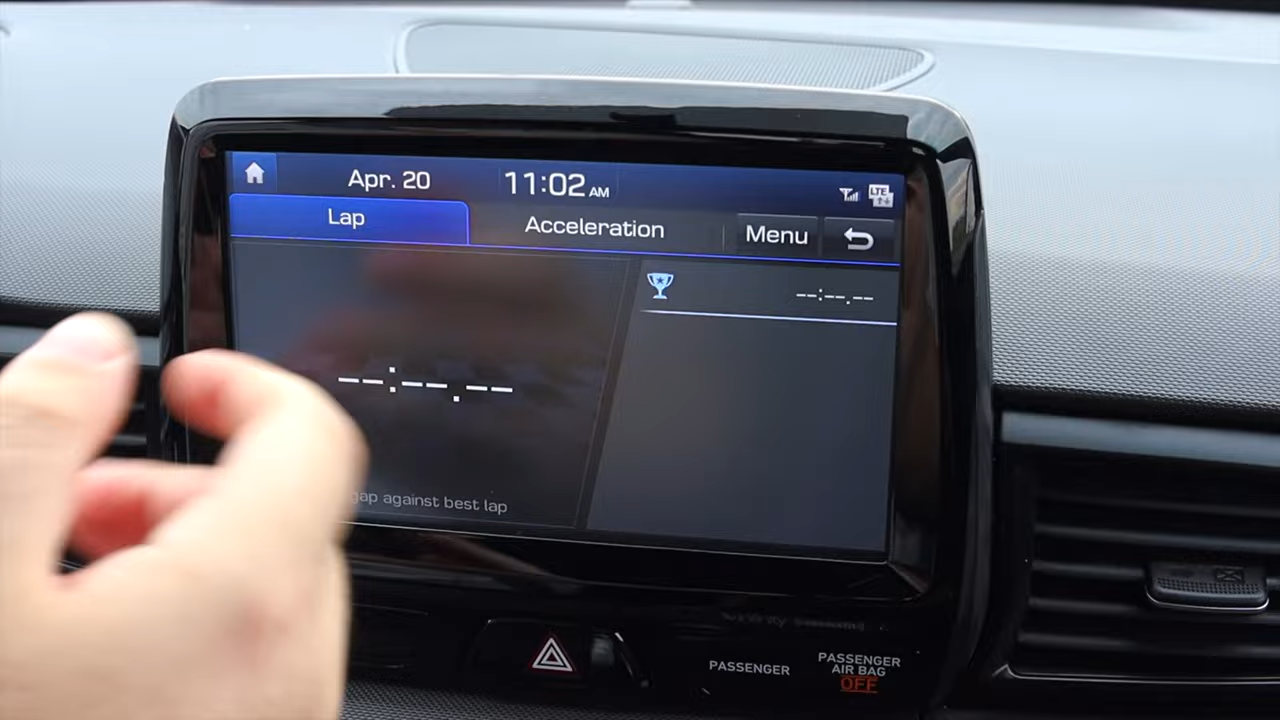 Apr. 20 11:02 AM LTE
Lap Acceleration Menu
--:--.--
--:--.--
gap against best lap
PASSENGER
PASSENGER
AIR BAG
OFF